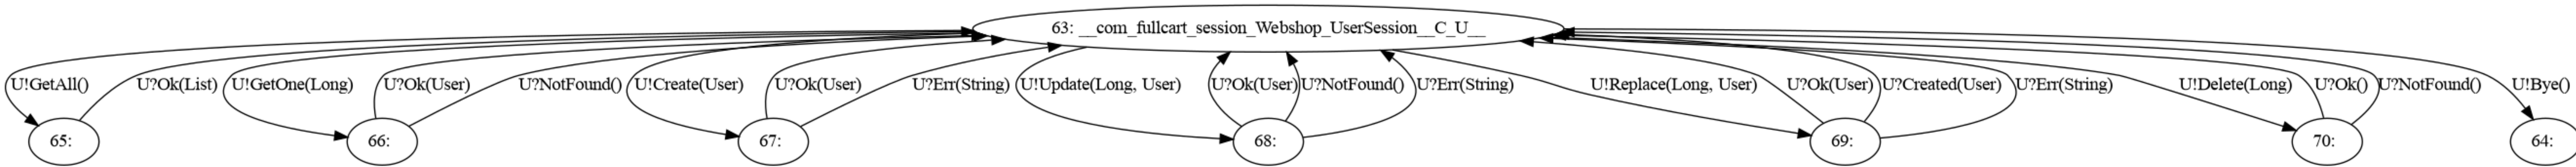 63: __com_fullcart_session_Webshop_UserSession__C_U__
U!GetAll()
U?Ok(List)
U!GetOne(Long)
U?Ok(User)
U?NotFound()
U!Create(User)
U?Ok(User)
U?Err(String)
U!Update(Long, User)
U?Ok(User)
U?NotFound()
U?Err(String)
U!Replace(Long, User)
U?Ok(User)
U?Created(User)
U?Err(String)
U!Delete(Long)
U?Ok()
U?NotFound()
U!Bye()
65:
66:
67:
68:
69:
70:
64: